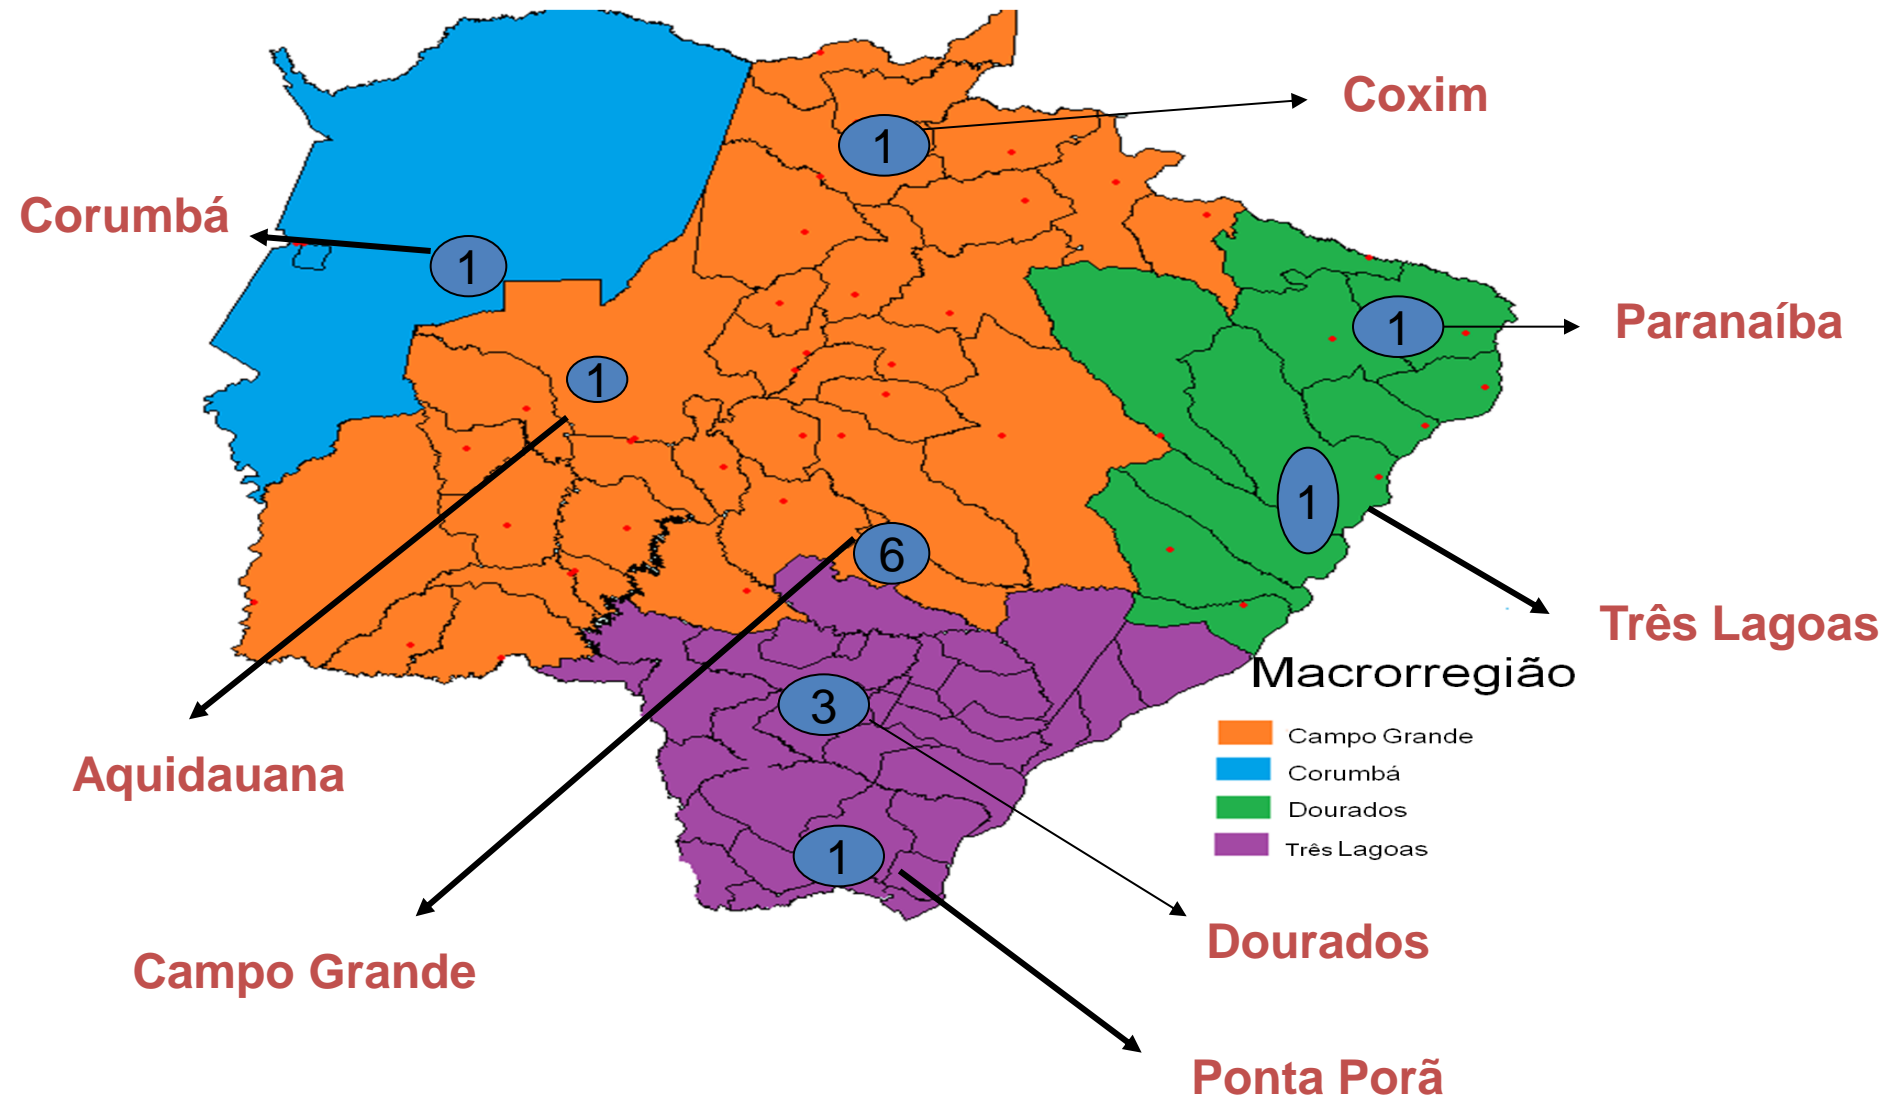 Coxim
1
Corumbá
1
Paranaíba
1
1
1
6
Três Lagoas
Macrorregião
3
Campo Grande
Corumbá
Dourados
Três Lagoas
Aquidauana
1
Dourados
Campo Grande
Ponta Porã